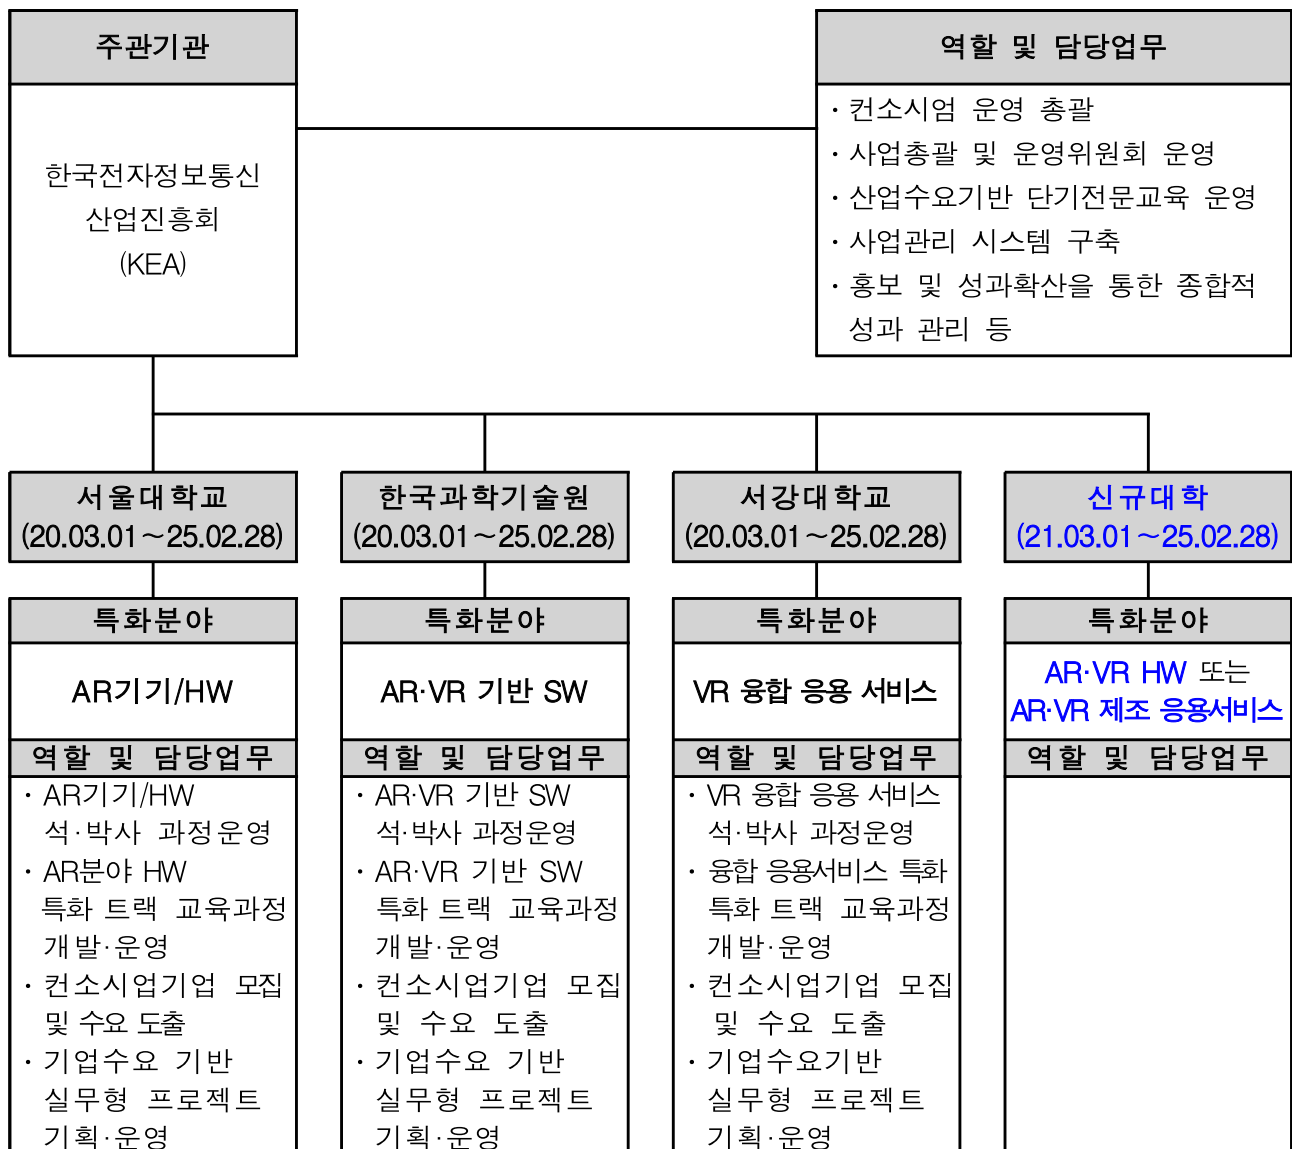 주관기관
한국전자정보통신
산업진흥회
(KEA)
역할 및 담당업무
· 컨소시엄 운영 총괄
· 사업총괄 및 운영위원회 운영
· 산업수요기반 단기전문교육 운영
· 사업관리 시스템 구축
· 홍보 및 성과확산을 통한 종합적
성과 관리 등
서울대학교
(20.03.01~25.02.28)
특화분야
AR기기/HW
역할 및 담당업무
· AR기기/HW
석·박사 과정운영
· AR분야 HW
특화 트랙 교육과정
개발·운영
· 컨소시업기업 모집
및 수요 도출
· 기업수요 기반
실무형 프로젝트
기획·운영
한국과학기술원
(20.03.01~25.02.28)
특화분야
AR·VR 기반 SW
역할 및 담당업무
· AR·VR 기반 SW
석·박사 과정운영
· AR·VR 기반 SW
특화 트랙 교육과정
개발·운영
· 컨소시업기업 모집
및 수요 도출
· 기업수요 기반
실무형 프로젝트
기획·운영
서강대학교
(20.03.01~25.02.28)
특화분야
VR 융합 응용 서비스
역할 및 담당업무
· VR 융합 응용 서비스
석·박사 과정운영
· 융합 응용서비스 특화
특화 트랙 교육과정
개발·운영
· 컨소시업기업 모집
및 수요 도출
· 기업수요기반
실무형 프로젝트
기획·운영
신규대학
(21.03.01~25.02.28)
특화분야
AR·VR HW 또는
AR·VR 제조 응용서비스
역할 및 담당업무